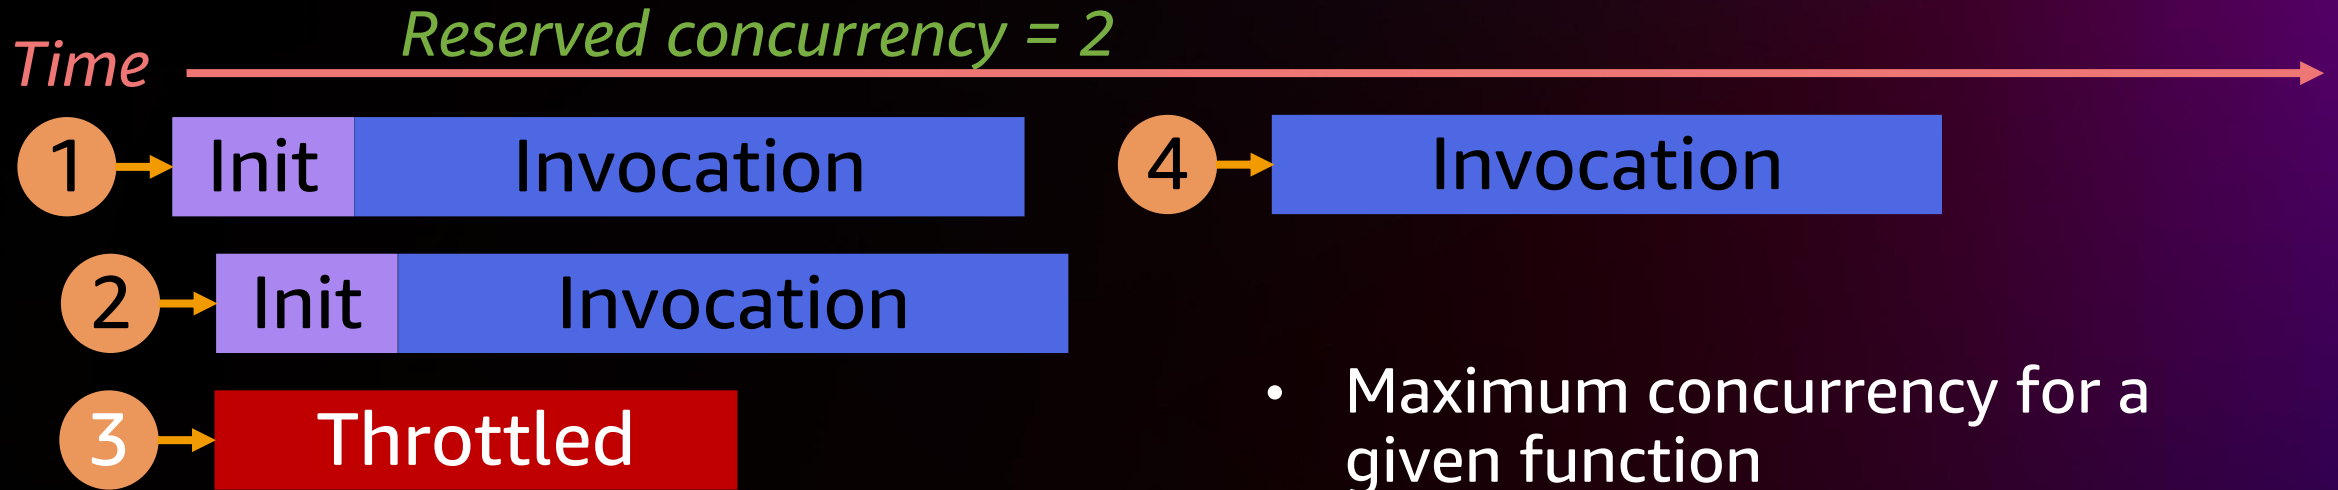 Reserved concurrency = 2
Time
1 Init Invocation
4 Invocation
2 Init Invocation
3 Throttled
• Maximum concurrency for a
given function